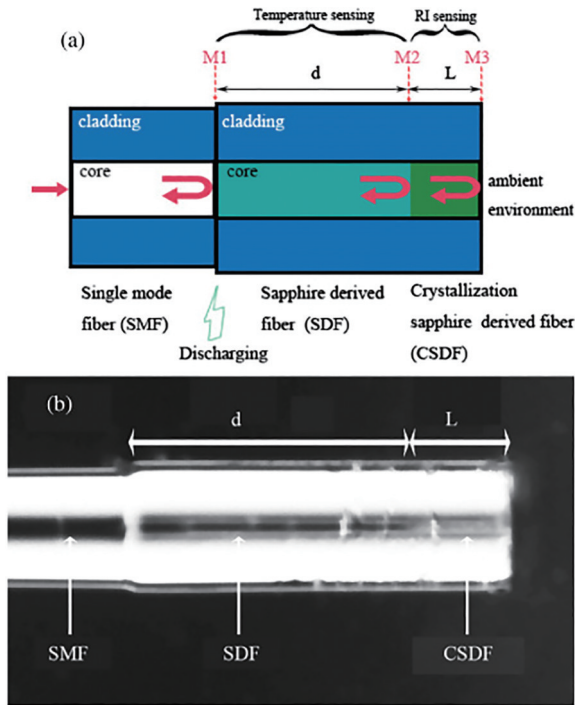 (a)
Temperature sensing
RI sensing
M1
M2
M3
d
L
cladding
cladding
core
core
ambient
environment
Single mode
fiber (SMF)
Sapphire derived
fiber (SDF)
Crystallization
sapphire derived fiber
(CSDF)
Discharging
(b)
d
L
SMF
SDF
CSDF